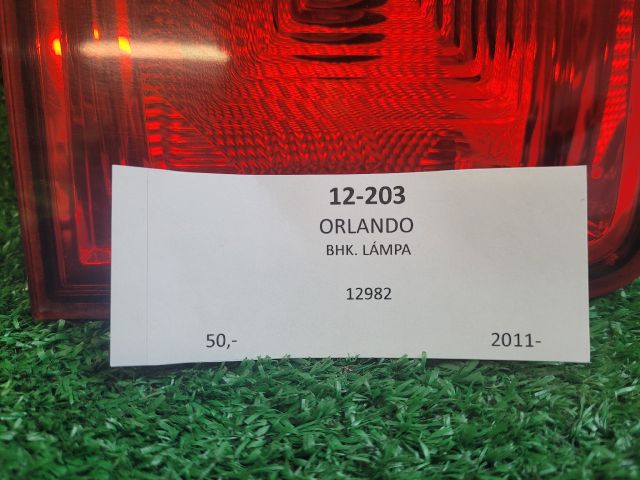 12-203
ORLANDO
BHK. LÁMPA
12982
50,- 2011-